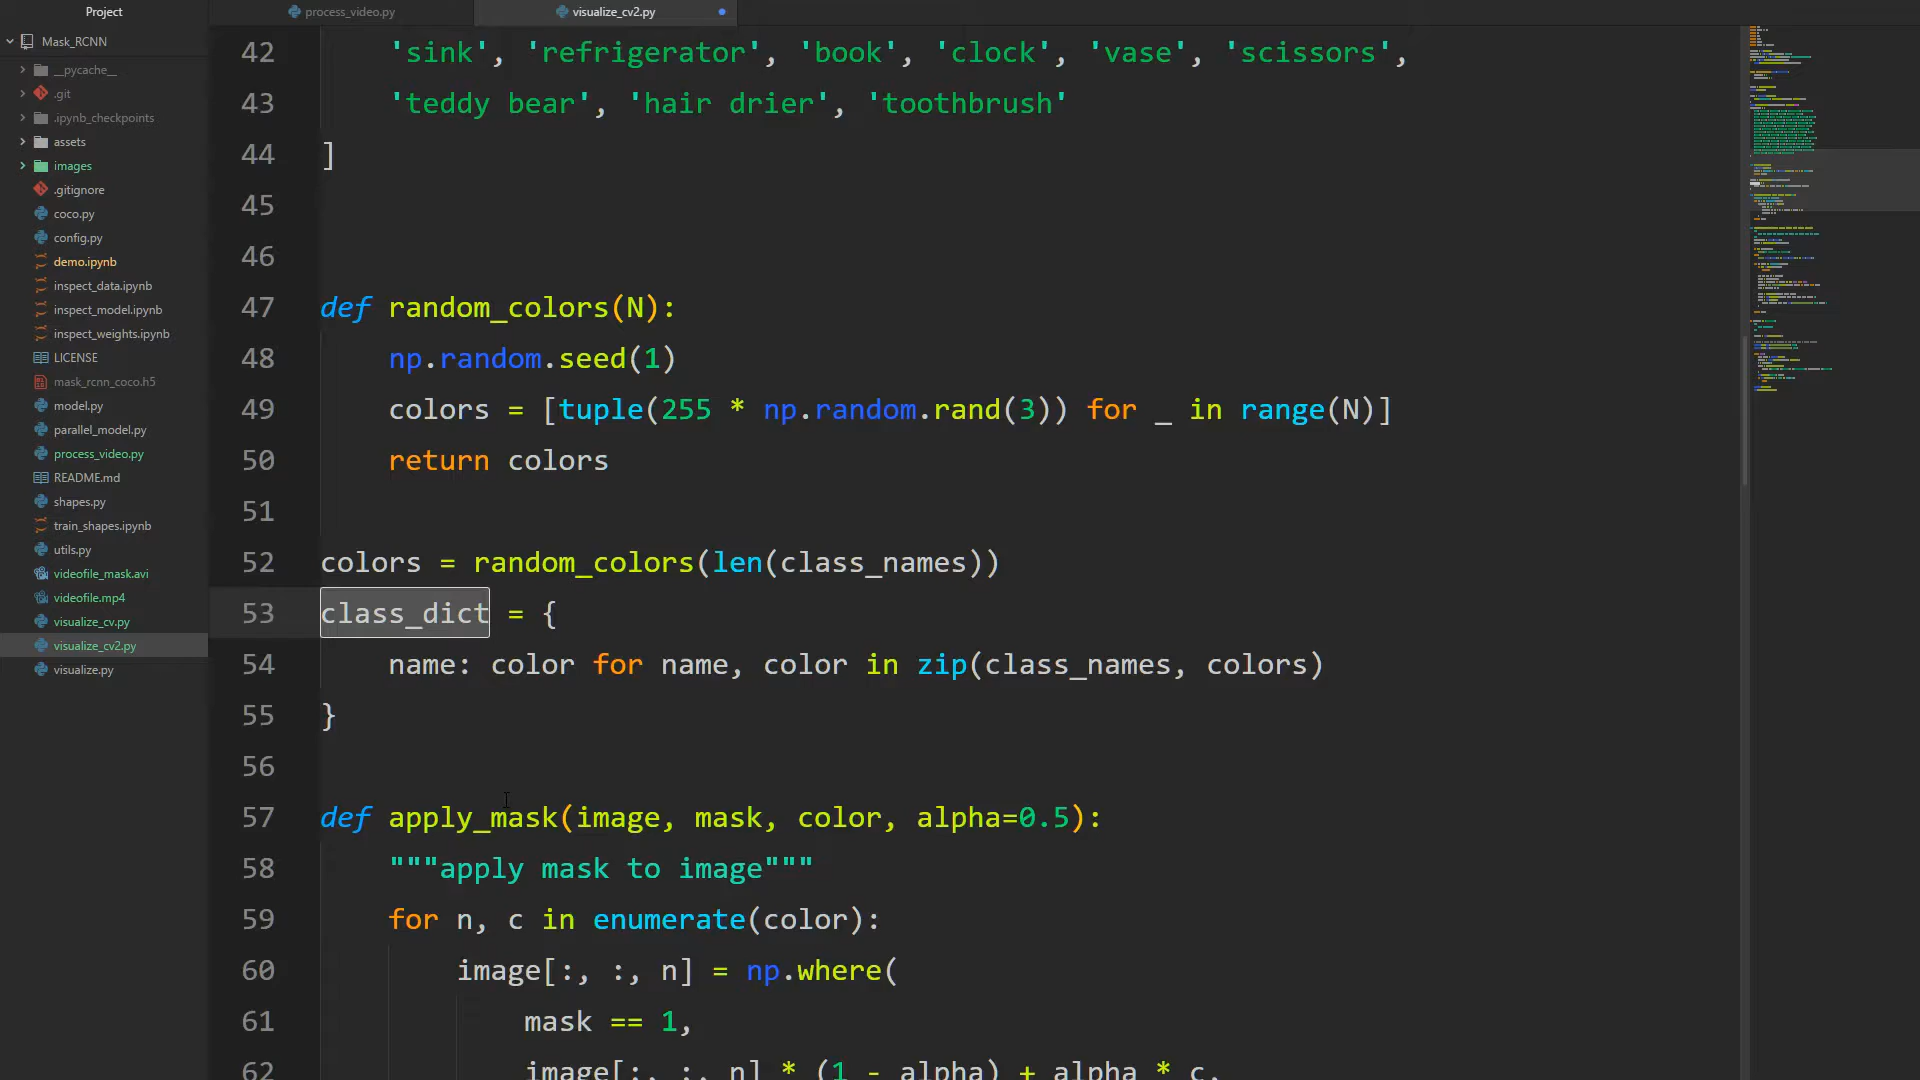 Project
process_video.py
visualize_cv2.py
Mask_RCNN
__pycache__
.git
.ipynb_checkpoints
assets
images
.gitignore
coco.py
config.py
demo.ipynb
inspect_data.ipynb
inspect_model.ipynb
inspect_weights.ipynb
LICENSE
mask_rcnn_coco.h5
model.py
parallel_model.py
process_video.py
README.md
shapes.py
train_shapes.ipynb
utils.py
videofile_mask.avi
videofile.mp4
visualize_cv.py
visualize_cv2.py
visualize.py
42 'sink', 'refrigerator', 'book', 'clock', 'vase', 'scissors',
43 'teddy bear', 'hair drier', 'toothbrush'
44 ]
45
46
47 def random_colors(N):
48 np.random.seed(1)
49 colors = [tuple(255 * np.random.rand(3)) for _ in range(N)]
50 return colors
51
52 colors = random_colors(len(class_names))
53 class_dict = {
54 name: color for name, color in zip(class_names, colors)
55 }
56
57 def apply_mask(image, mask, color, alpha=0.5):
58 """apply mask to image"""
59 for n, c in enumerate(color):
60 image[:, :, n] = np.where(
61 mask == 1,
62 image[:, :, n] * (1 - alpha) + alpha * c,